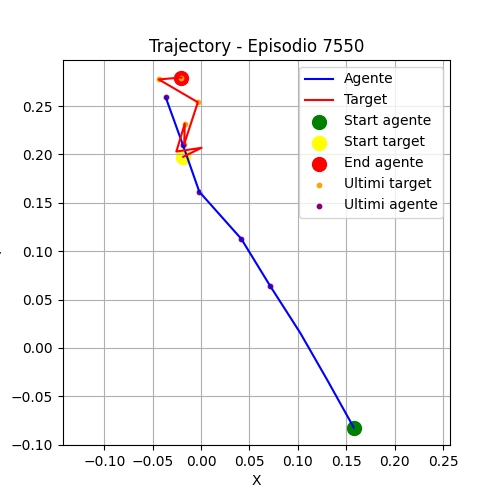 Trajectory - Episodio 7550
Agente
Target
Start agente
Start target
End agente
Ultimi target
Ultimi agente
0.25
0.20
0.15
0.10
0.05
0.00
−0.05
−0.10
−0.10 −0.05 0.00 0.05 0.10 0.15 0.20 0.25
X